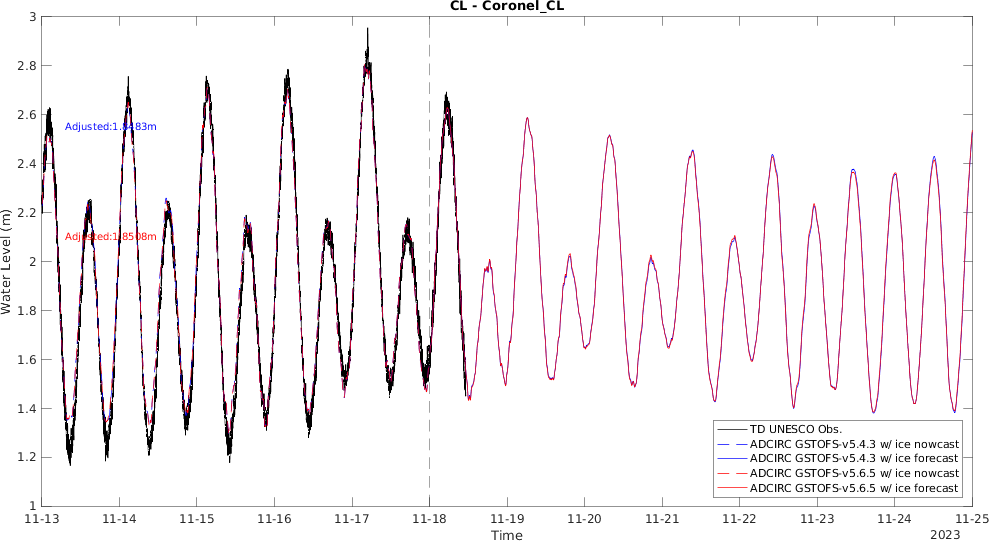 CL - Coronel_CL
3
2.8
2.6
2.4
2.2
2
1.8
1.6
1.4
1.2
1
Water Level (m)
Adjusted:1.8483m
Adjusted:1.8508m
TD UNESCO Obs.
ADCIRC GSTOFS-v5.4.3 w/ ice nowcast
ADCIRC GSTOFS-v5.4.3 w/ ice forecast
ADCIRC GSTOFS-v5.6.5 w/ ice nowcast
ADCIRC GSTOFS-v5.6.5 w/ ice forecast
11-13 11-14 11-15 11-16 11-17 11-18 11-19 11-20 11-21 11-22 11-23 11-24 11-25
Time
2023